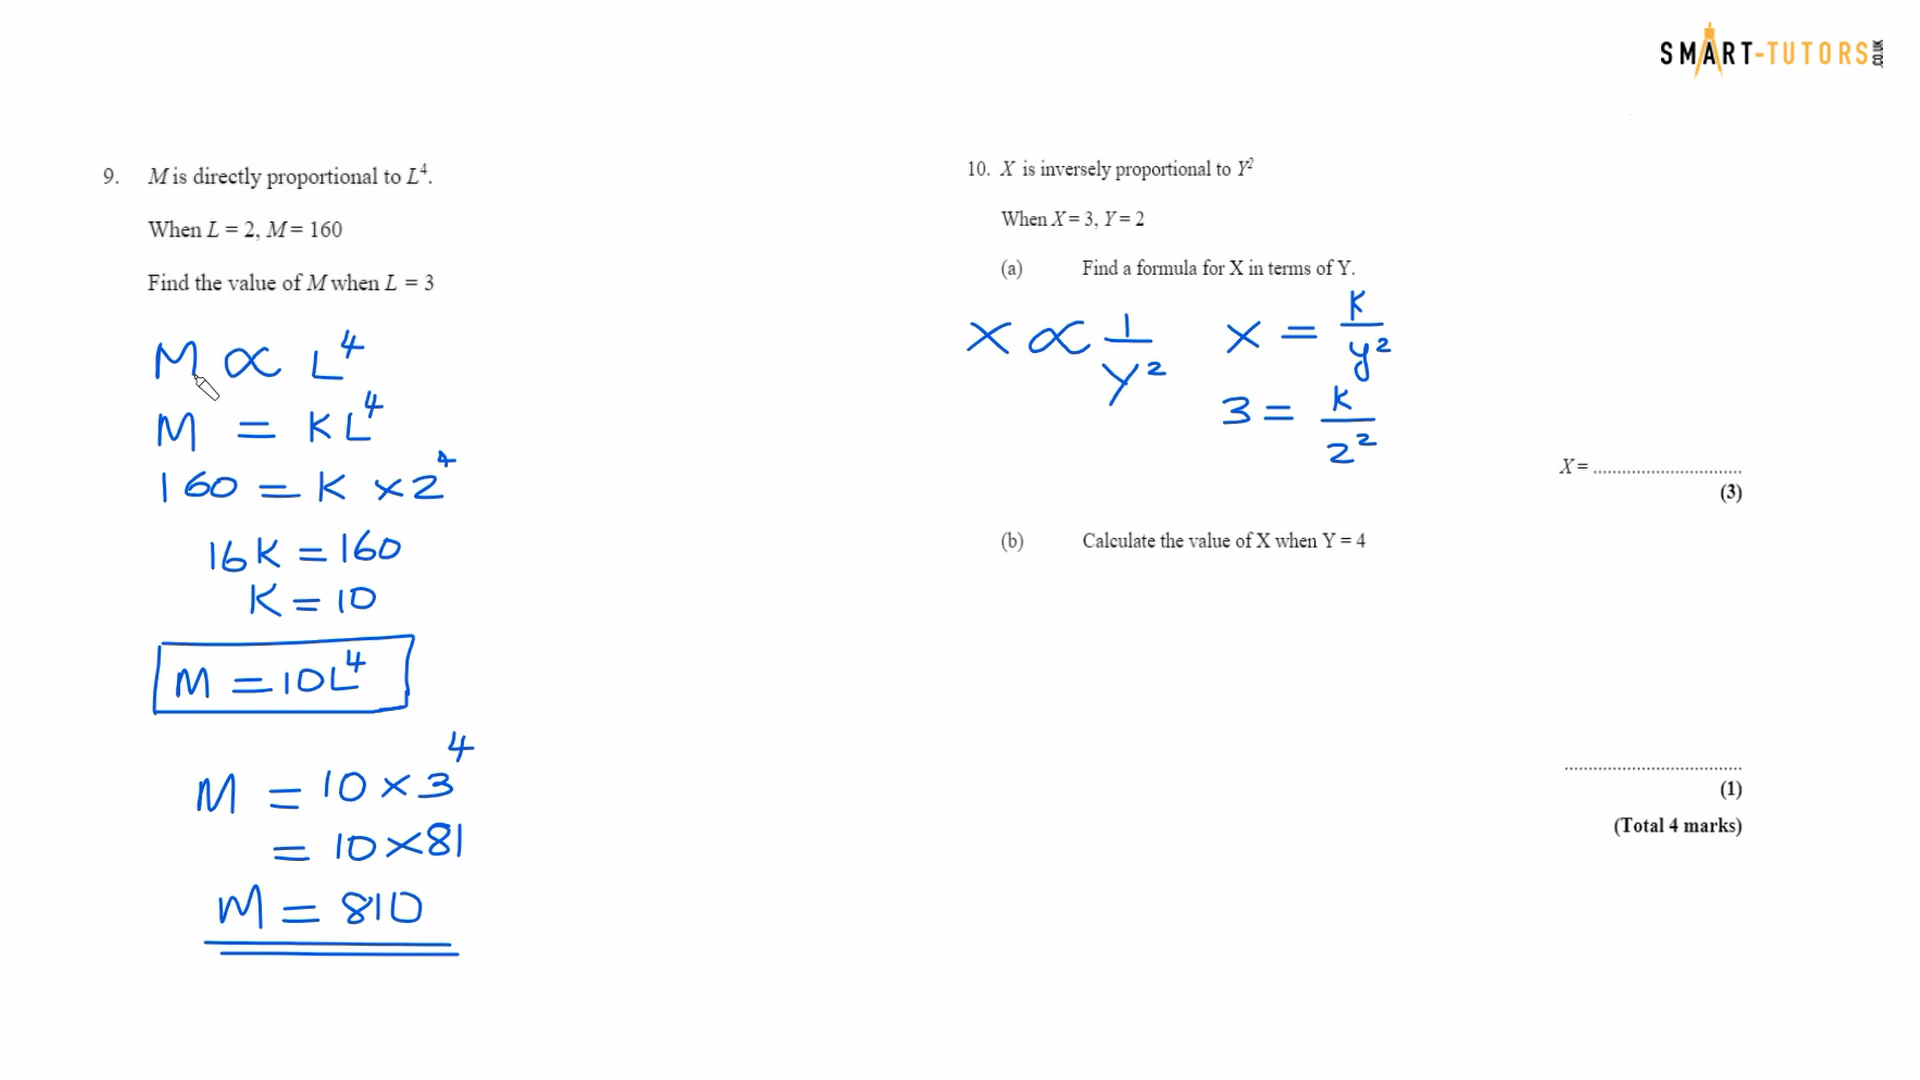 SMART-TUTORS.CO.UK
9. M is directly proportional to L⁴.
When L = 2, M = 160
Find the value of M when L = 3
M ∝ L⁴
M = KL⁴
160 = K × 2⁴
16K = 160
K = 10
M = 10L⁴
M = 10 × 3⁴
= 10 × 81
M = 810
10. X is inversely proportional to Y²
When X = 3, Y = 2
(a) Find a formula for X in terms of Y.
X ∝ 1/Y² X = K/y²
3 = K/2²
X = ..............................
(3)
(b) Calculate the value of X when Y = 4
....................................
(1)
(Total 4 marks)